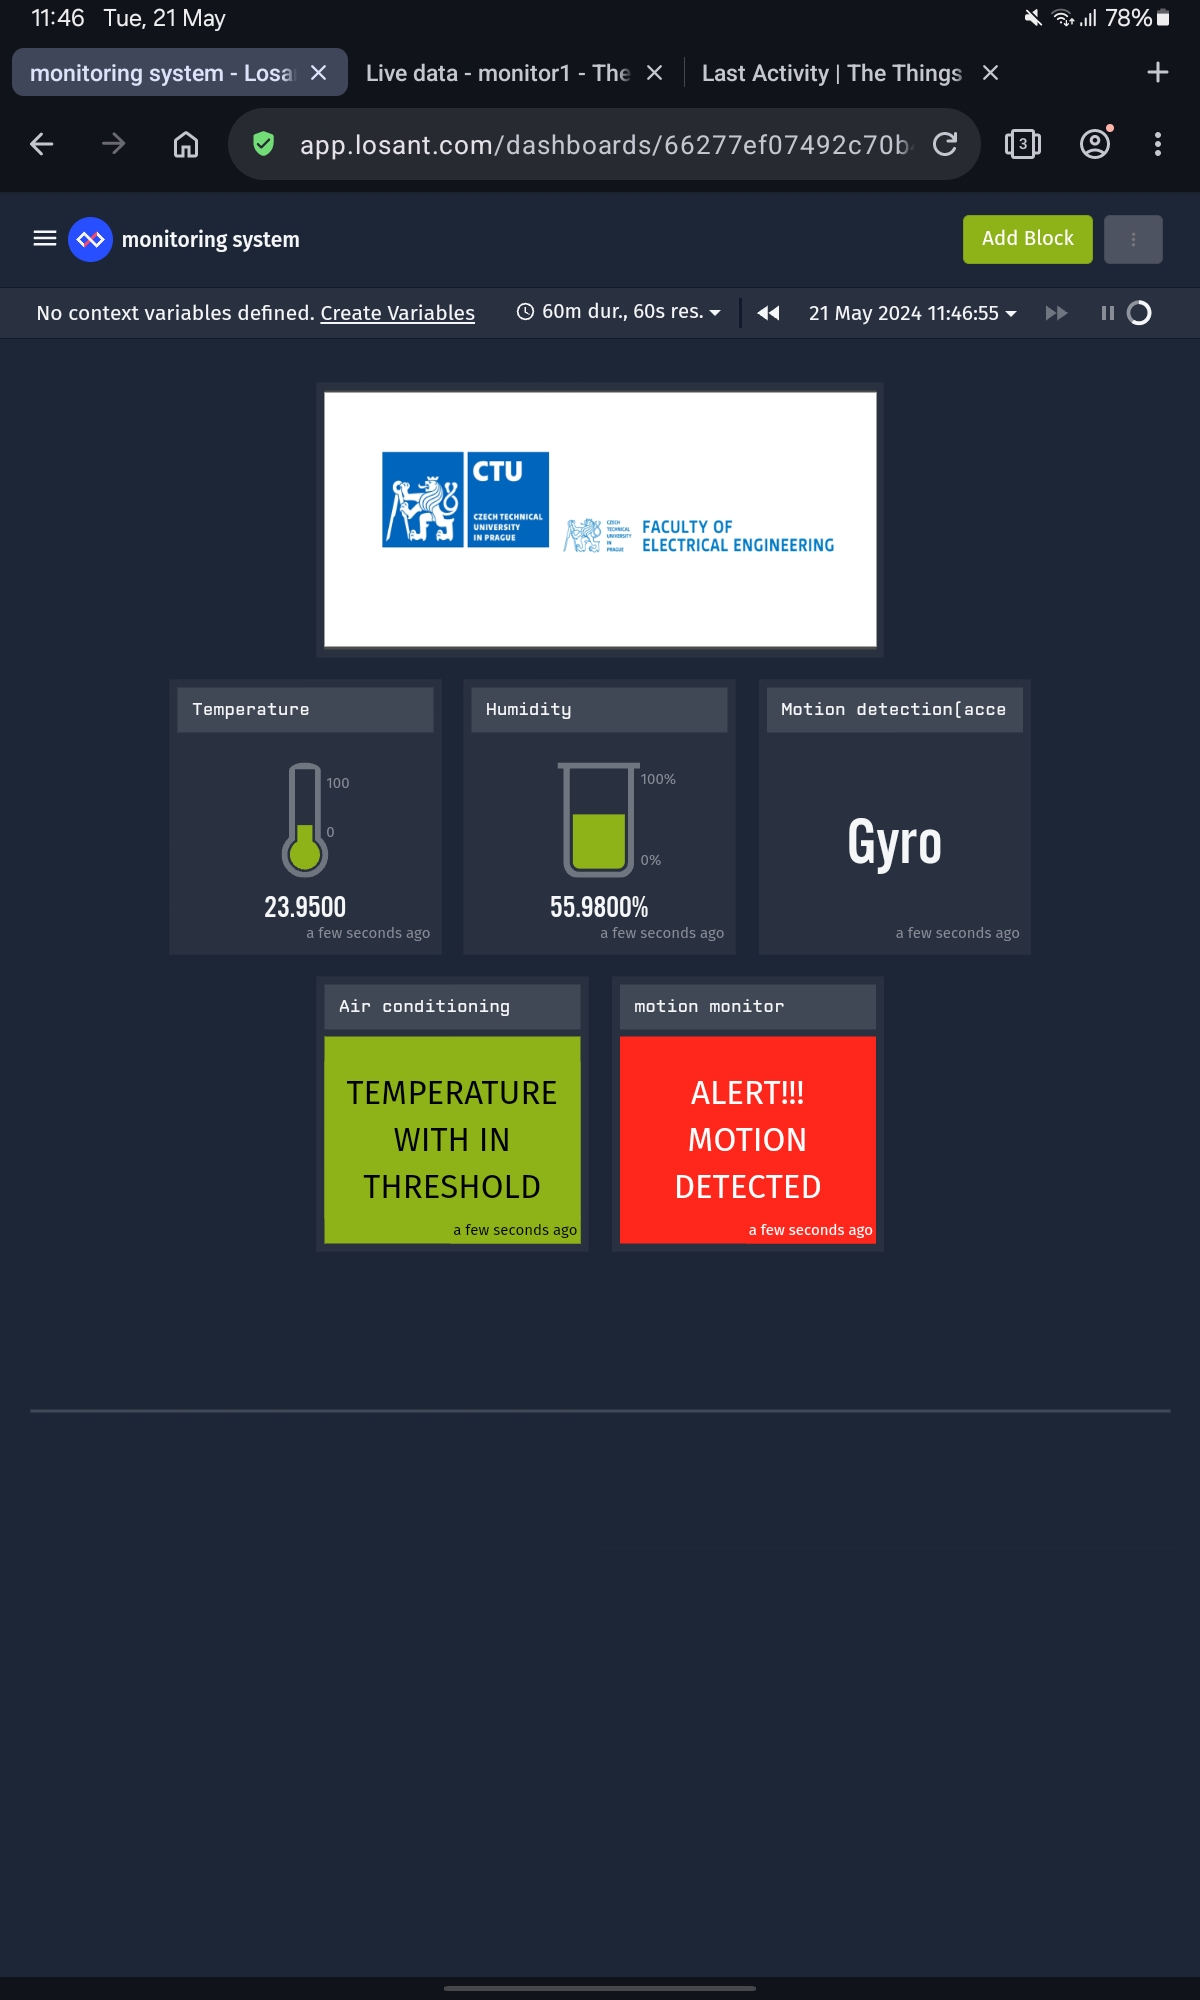 11:46 Tue, 21 May 78%
monitoring system - Losa
Live data - monitor1 - The
Last Activity | The Things
app.losant.com/dashboards/66277ef07492c70b
3
monitoring system
Add Block
No context variables defined. Create Variables
60m dur., 60s res.
21 May 2024 11:46:55
CTU
CZECH TECHNICAL
UNIVERSITY
IN PRAGUE
CZECH
TECHNICAL
UNIVERSITY
IN
PRAGUE
FACULTY OF
ELECTRICAL ENGINEERING
Temperature
100
0
23.9500
a few seconds ago
Humidity
100%
0%
55.9800%
a few seconds ago
Motion detection(acce
Gyro
a few seconds ago
Air conditioning
TEMPERATURE
WITH IN
THRESHOLD
a few seconds ago
motion monitor
ALERT!!!
MOTION
DETECTED
a few seconds ago